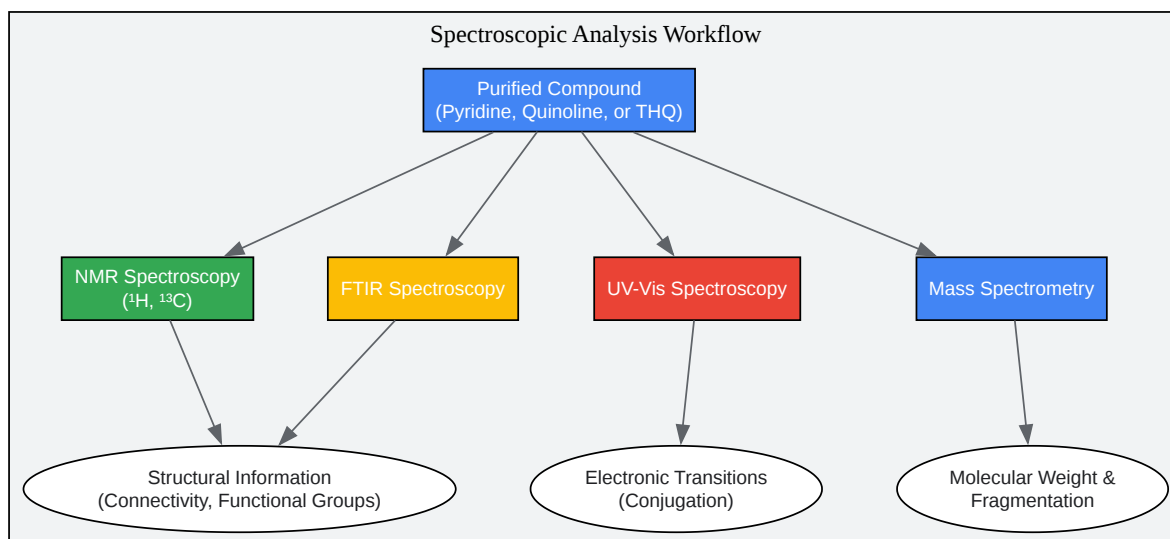 Spectroscopic Analysis Workflow
Purified Compound
(Pyridine, Quinoline, or THQ)
NMR Spectroscopy
(¹H, ¹³C)
FTIR Spectroscopy
UV-Vis Spectroscopy
Mass Spectrometry
Structural Information
(Connectivity, Functional Groups)
Electronic Transitions
(Conjugation)
Molecular Weight &
Fragmentation